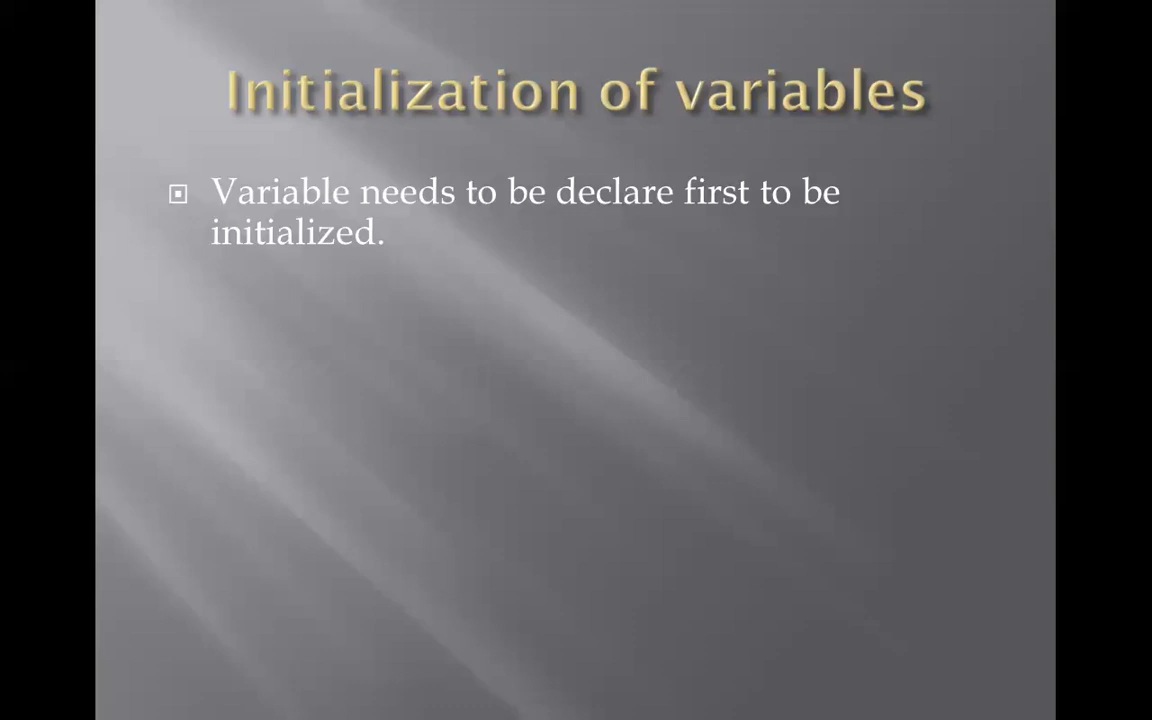 Initialization of variables
Variable needs to be declare first to be
initialized.